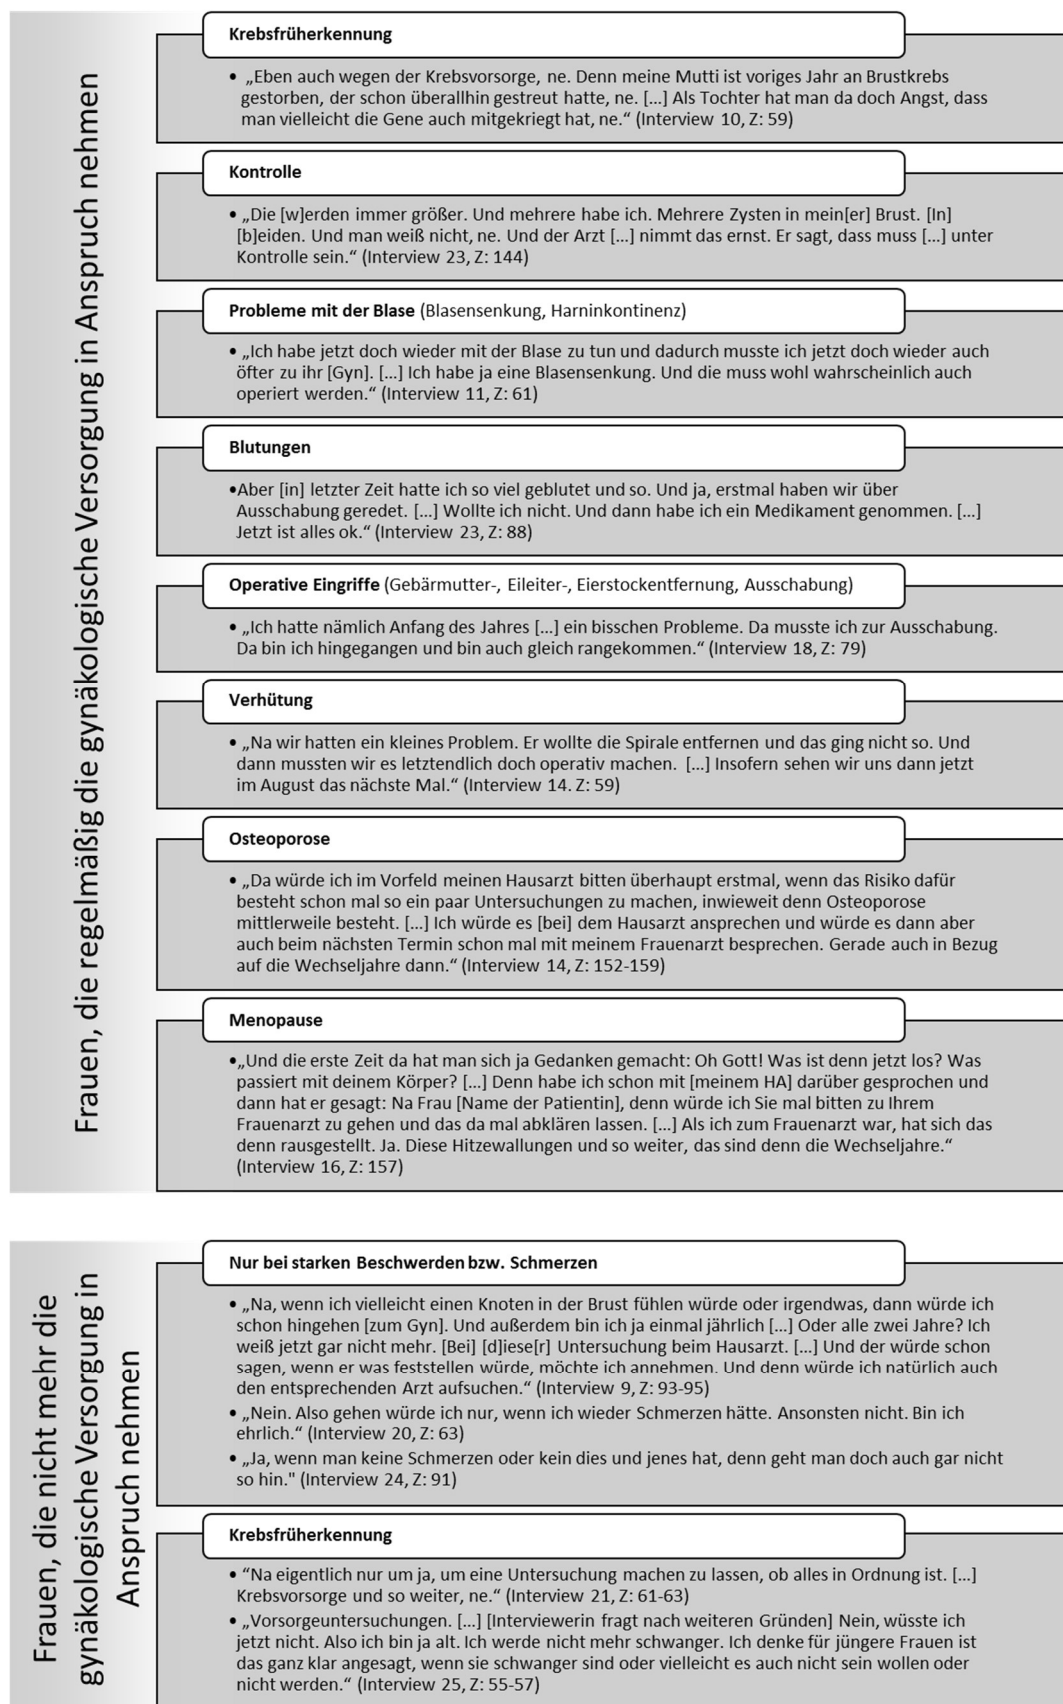 Frauen, die regelmäßig die gynäkologische Versorgung in Anspruch nehmen
Krebsfrüherkennung
• „Eben auch wegen der Krebsvorsorge, ne. Denn meine Mutti ist voriges Jahr an Brustkrebs
gestorben, der schon überallhin gestreut hatte, ne. [...] Als Tochter hat man da doch Angst, dass
man vielleicht die Gene auch mitgekriegt hat, ne.“ (Interview 10, Z: 59)
Kontrolle
• „Die [w]erden immer größer. Und mehrere habe ich. Mehrere Zysten in mein[er] Brust. [In]
[b]eiden. Und man weiß nicht, ne. Und der Arzt [...] nimmt das ernst. Er sagt, dass muss [...] unter
Kontrolle sein.“ (Interview 23, Z: 144)
Probleme mit der Blase (Blasensenkung, Harninkontinenz)
• „Ich habe jetzt doch wieder mit der Blase zu tun und dadurch musste ich jetzt doch wieder auch
öfter zu ihr [Gyn]. [...] Ich habe ja eine Blasensenkung. Und die muss wohl wahrscheinlich auch
operiert werden.“ (Interview 11, Z: 61)
Blutungen
•Aber [in] letzter Zeit hatte ich so viel geblutet und so. Und ja, erstmal haben wir über
Ausschabung geredet. [...] Wollte ich nicht. Und dann habe ich ein Medikament genommen. [...]
Jetzt ist alles ok.“ (Interview 23, Z: 88)
Operative Eingriffe (Gebärmutter-, Eileiter-, Eierstockentfernung, Ausschabung)
• „Ich hatte nämlich Anfang des Jahres [...] ein bisschen Probleme. Da musste ich zur Ausschabung.
Da bin ich hingegangen und bin auch gleich rangekommen.“ (Interview 18, Z: 79)
Verhütung
• „Na wir hatten ein kleines Problem. Er wollte die Spirale entfernen und das ging nicht so. Und
dann mussten wir es letztendlich doch operativ machen. [...] Insofern sehen wir uns dann jetzt
im August das nächste Mal.“ (Interview 14. Z: 59)
Osteoporose
• „Da würde ich im Vorfeld meinen Hausarzt bitten überhaupt erstmal, wenn das Risiko dafür
besteht schon mal so ein paar Untersuchungen zu machen, inwieweit denn Osteoporose
mittlerweile besteht. [...] Ich würde es [bei] dem Hausarzt ansprechen und würde es dann aber
auch beim nächsten Termin schon mal mit meinem Frauenarzt besprechen. Gerade auch in Bezug
auf die Wechseljahre dann.“ (Interview 14, Z: 152-159)
Menopause
•„Und die erste Zeit da hat man sich ja Gedanken gemacht: Oh Gott! Was ist denn jetzt los? Was
passiert mit deinem Körper? [...] Denn habe ich schon mit [meinem HA] darüber gesprochen und
dann hat er gesagt: Na Frau [Name der Patientin], denn würde ich Sie mal bitten zu Ihrem
Frauenarzt zu gehen und das da mal abklären lassen. [...] Als ich zum Frauenarzt war, hat sich das
denn rausgestellt. Ja. Diese Hitzewallungen und so weiter, das sind denn die Wechseljahre.“
(Interview 16, Z: 157)
Frauen, die nicht mehr die
gynäkologische Versorgung in
Anspruch nehmen
Nur bei starken Beschwerden bzw. Schmerzen
• „Na, wenn ich vielleicht einen Knoten in der Brust fühlen würde oder irgendwas, dann würde ich
schon hingehen [zum Gyn]. Und außerdem bin ich ja einmal jährlich [...] Oder alle zwei Jahre? Ich
weiß jetzt gar nicht mehr. [Bei] [d]iese[r] Untersuchung beim Hausarzt. [...] Und der würde schon
sagen, wenn er was feststellen würde, möchte ich annehmen. Und denn würde ich natürlich auch
den entsprechenden Arzt aufsuchen.“ (Interview 9, Z: 93-95)
• „Nein. Also gehen würde ich nur, wenn ich wieder Schmerzen hätte. Ansonsten nicht. Bin ich
ehrlich.“ (Interview 20, Z: 63)
• „Ja, wenn man keine Schmerzen oder kein dies und jenes hat, denn geht man doch auch gar nicht
so hin." (Interview 24, Z: 91)
Krebsfrüherkennung
• “Na eigentlich nur um ja, um eine Untersuchung machen zu lassen, ob alles in Ordnung ist. [...]
Krebsvorsorge und so weiter, ne.“ (Interview 21, Z: 61-63)
• „Vorsorgeuntersuchungen. [...] [Interviewerin fragt nach weiteren Gründen] Nein, wüsste ich
jetzt nicht. Also ich bin ja alt. Ich werde nicht mehr schwanger. Ich denke für jüngere Frauen ist
das ganz klar angesagt, wenn sie schwanger sind oder vielleicht es auch nicht sein wollen oder
nicht werden.“ (Interview 25, Z: 55-57)